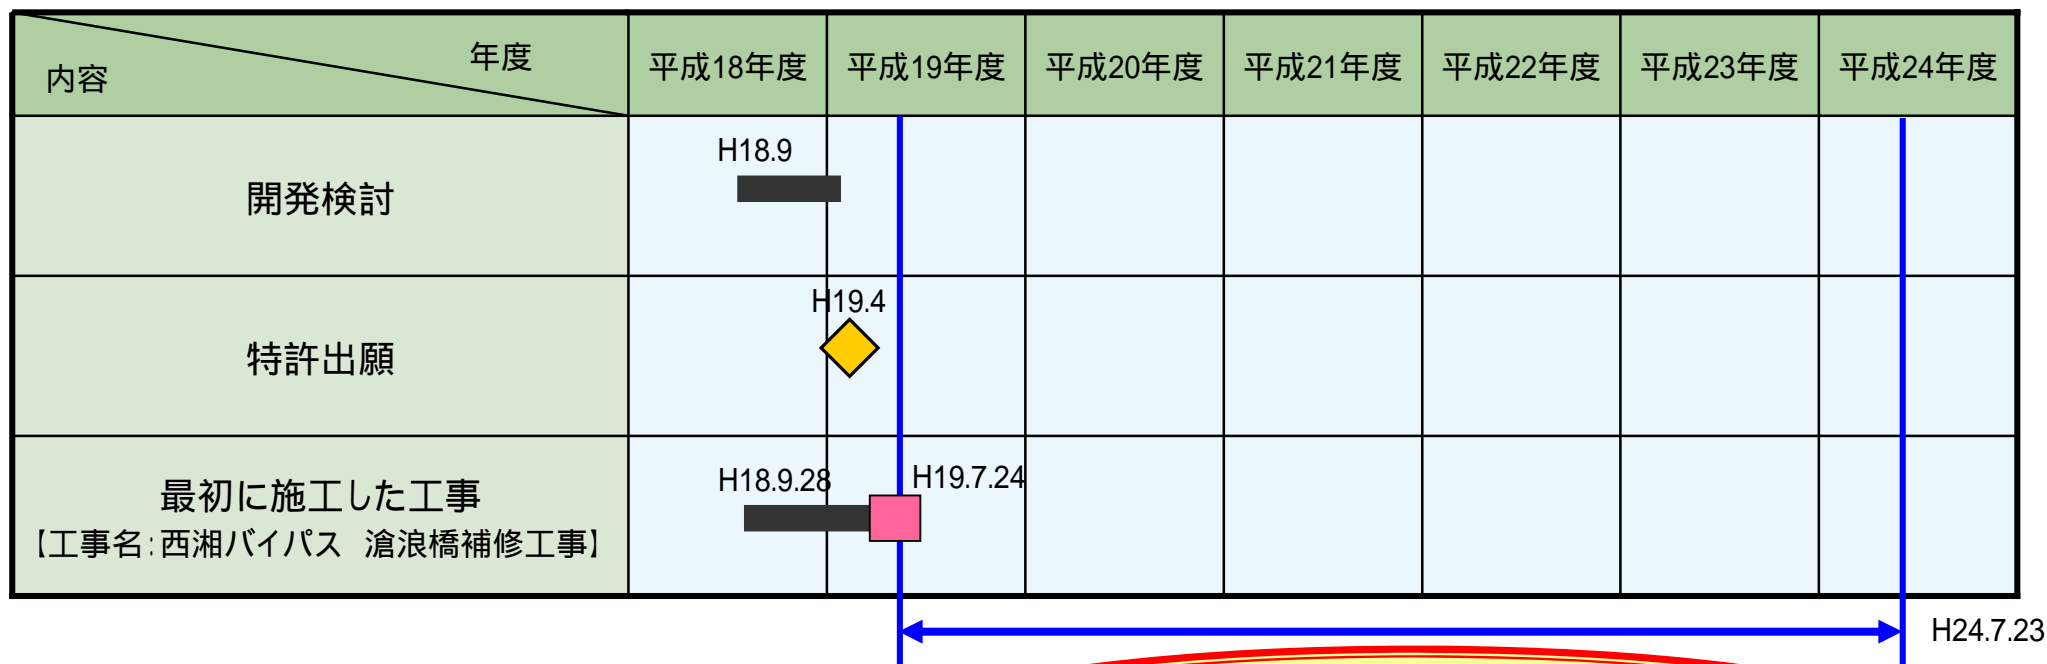 年度
内容
平成18年度 平成19年度 平成20年度 平成21年度 平成22年度 平成23年度 平成24年度
開発検討
H18.9
特許出願
H19.4
最初に施工した工事
【工事名:西湘バイパス 滄浪橋補修工事】
H18.9.28
H19.7.24
H24.7.23